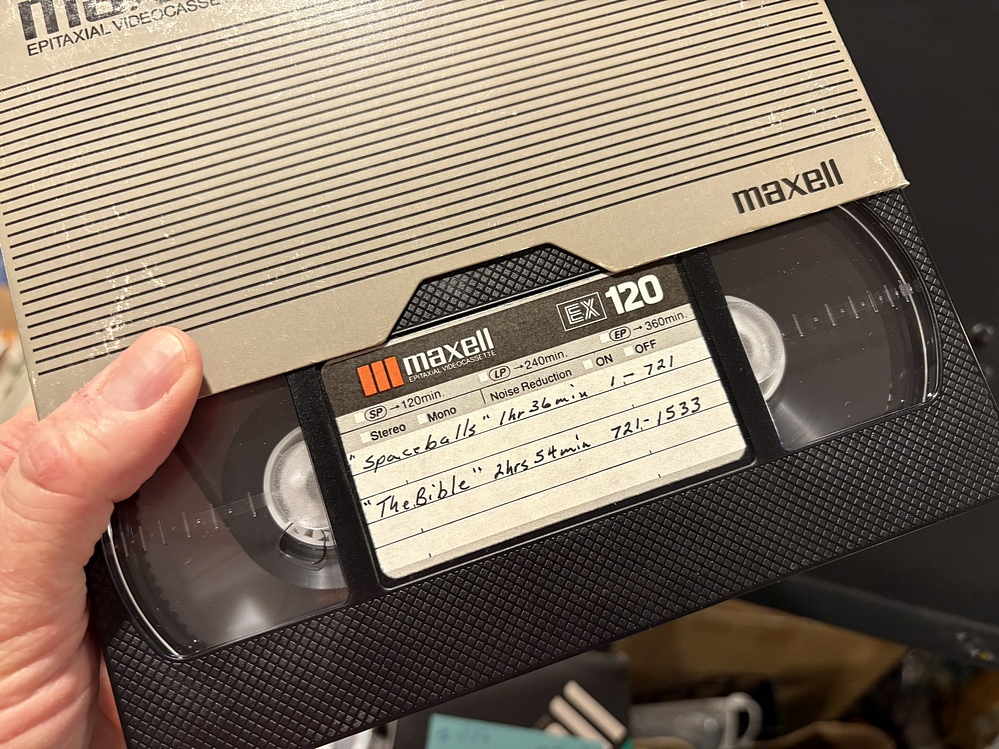 EPITAXIAL VIDEOCASSE
maxell
EX 120
maxell
EPITAXIAL VIDEOCASSETTE
SP → 120min. LP → 240min. EP → 360min.
Stereo Mono Noise Reduction ON OFF
"Spaceballs" 1hr 36min 1 - 721
"The Bible" 2hrs 54min 721 - 1533